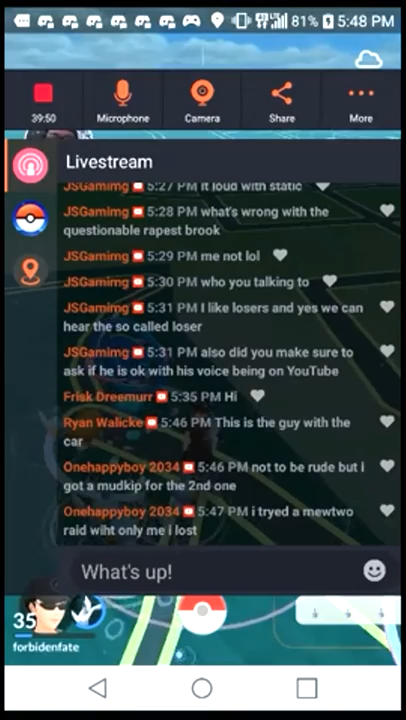 81% 5:48 PM
39:50 Microphone Camera Share More
Livestream
JSGamimg 5:27 PM it loud with static
JSGamimg 5:28 PM what's wrong with the
questionable rapest brook
JSGamimg 5:29 PM me not lol
JSGamimg 5:30 PM who you talking to
JSGamimg 5:31 PM I like losers and yes we can
hear the so called loser
JSGamimg 5:31 PM also did you make sure to
ask if he is ok with his voice being on YouTube
Frisk Dreemurr 5:35 PM Hi
Ryan Walicke 5:46 PM This is the guy with the
car
Onehappyboy 2034 5:46 PM not to be rude but i
got a mudkip for the 2nd one
Onehappyboy 2034 5:47 PM i tryed a mewtwo
raid wiht only me i lost
What's up!
35
forbidenfate